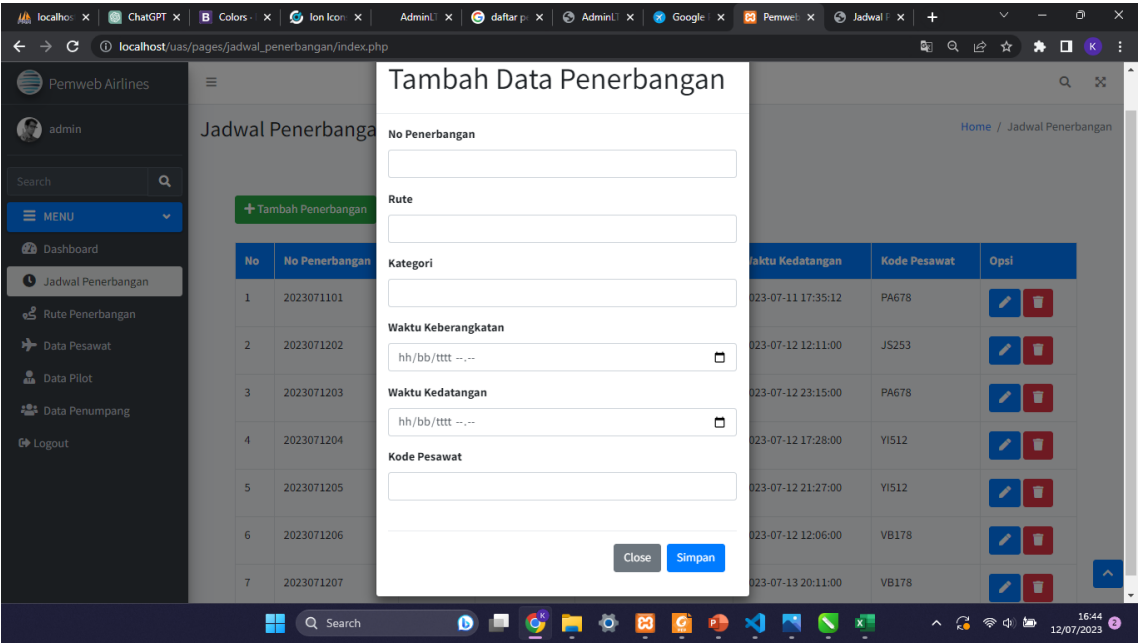 localhos
ChatGPT
Colors -
Ion Icon
AdminLT
daftar pe
AdminLT
Google
Pemweb
Jadwal P
localhost/uas/pages/jadwal_penerbangan/index.php
K
Pemweb Airlines
admin
Search
MENU
Dashboard
Jadwal Penerbangan
Rute Penerbangan
Data Pesawat
Data Pilot
Data Penumpang
Logout
Jadwal Penerbanga
Home / Jadwal Penerbangan
+Tambah Penerbangan
No No Penerbangan Waktu Kedatangan Kode Pesawat Opsi
1 2023071101 023-07-11 17:35:12 PA678
2 2023071202 023-07-12 12:11:00 JS253
3 2023071203 023-07-12 23:15:00 PA678
4 2023071204 023-07-12 17:28:00 YI512
5 2023071205 023-07-12 21:27:00 YI512
6 2023071206 023-07-12 12:06:00 VB178
7 2023071207 023-07-13 20:11:00 VB178
Tambah Data Penerbangan
No Penerbangan
Rute
Kategori
Waktu Keberangkatan
hh/bb/tttt --.--
Waktu Kedatangan
hh/bb/tttt --.--
Kode Pesawat
Close Simpan
Search
16:44
12/07/2023
2